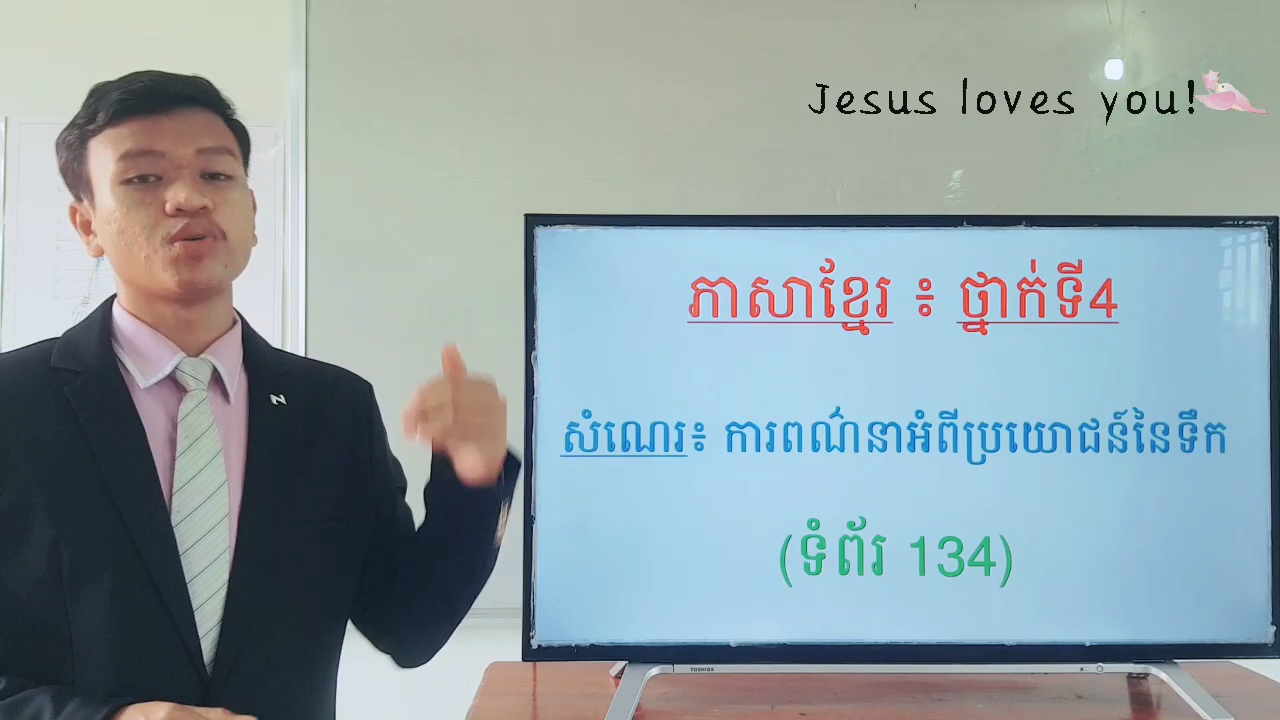 Jesus loves you!
ភាសាខ្មែរ ៖ ថ្នាក់ទី4
សំណេរ៖ ការពណ៌នាអំពីប្រយោជន៍នៃទឹក
(ទំព័រ 134)
N
TOSHIBA